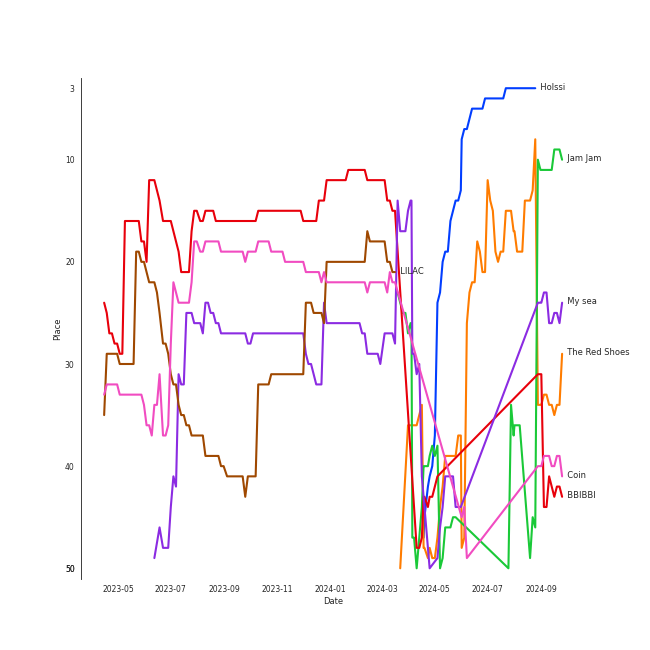 3
Holssi
10
Jam Jam
20
LILAC
My sea
Place
30
The Red Shoes
40
Coin
BBIBBI
50
2023-05 2023-07 2023-09 2023-11 2024-01 2024-03 2024-05 2024-07 2024-09
Date